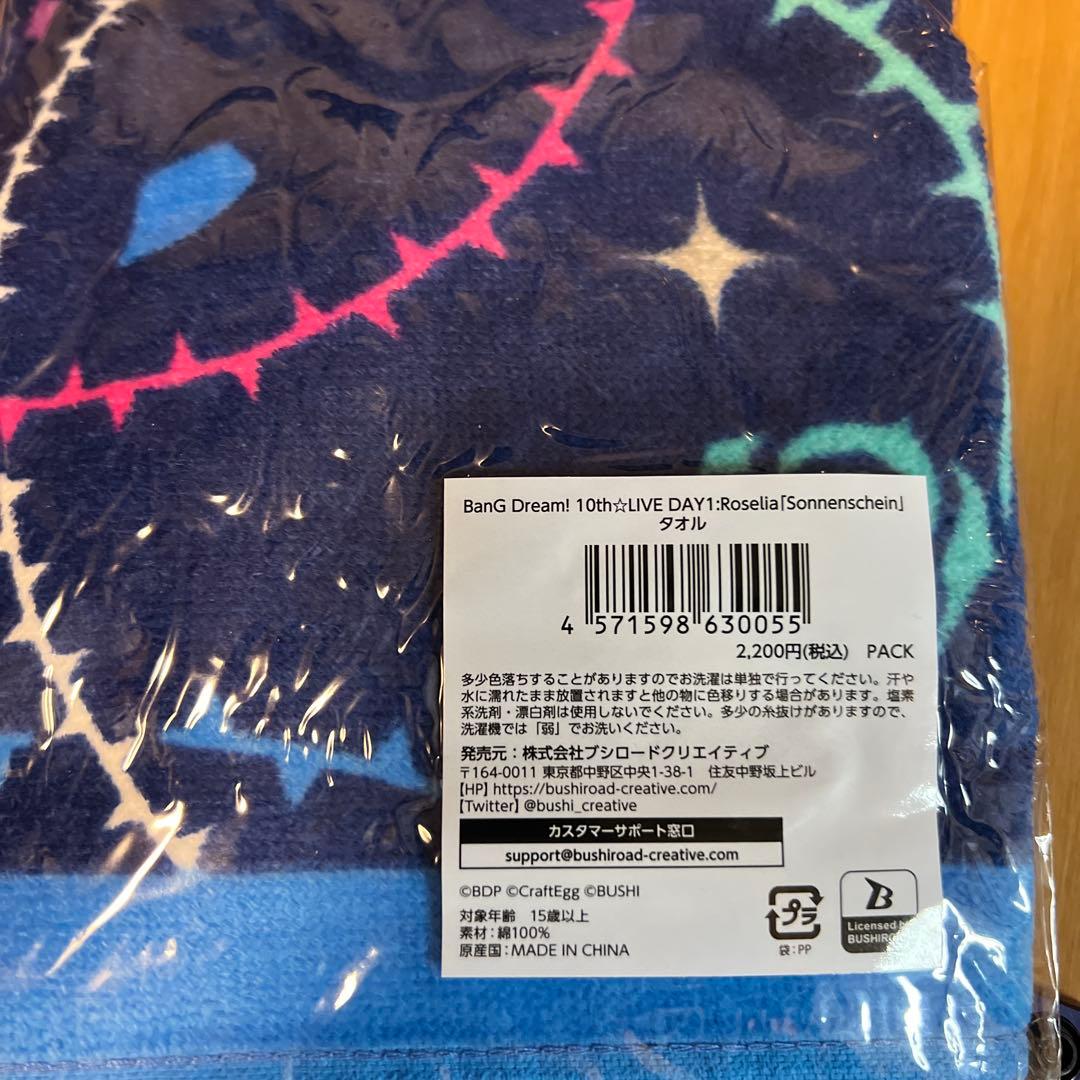 BanG Dream! 10th☆LIVE DAY1:Roselia「Sonnenschein」
タオル
4 571598 630055
2,200円(税込) PACK
多少色落ちすることがありますのでお洗濯は単独で行ってください。汗や
水に濡れたまま放置されますと他の物に色移りする場合があります。塩素
系洗剤・漂白剤は使用しないでください。多少の糸抜けがありますので、
洗濯機では「弱」でお洗いください。
発売元：株式会社ブシロードクリエイティブ
〒164-0011 東京都中野区中央1-38-1 住友中野坂上ビル
【HP】https://bushiroad-creative.com/
【Twitter】@bushi_creative
カスタマーサポート窓口
support@bushiroad-creative.com
©BDP ©CraftEgg ©BUSHI
対象年齢 15歳以上
素材：綿100%
原産国：MADE IN CHINA
プラ
袋：PP
Licensed by